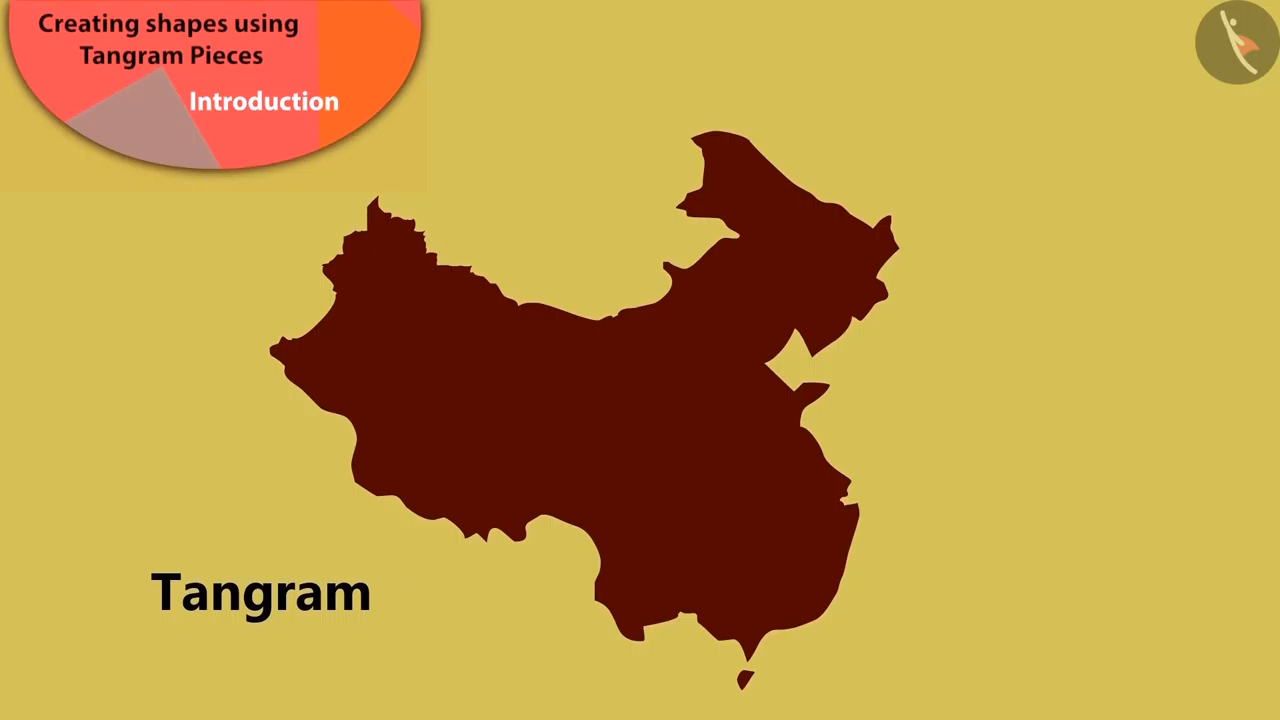 Creating shapes using
Tangram Pieces
Introduction
Tangram